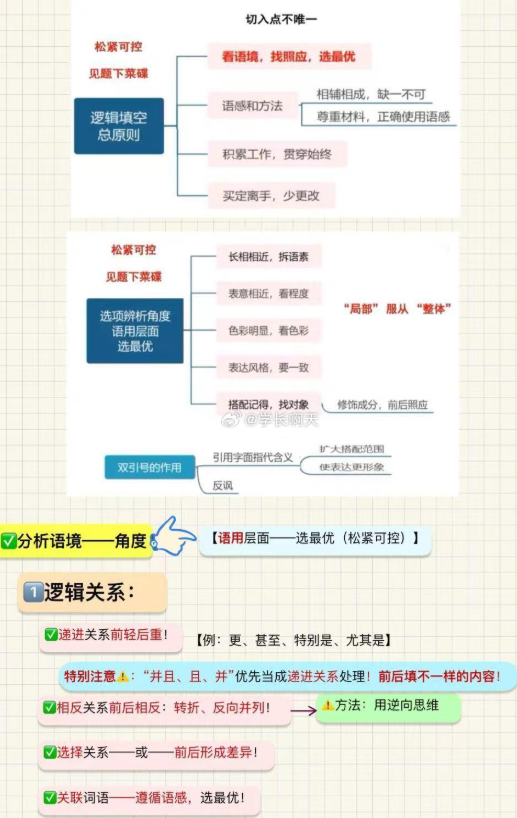 切入点不唯一
松紧可控
见题下菜碟
逻辑填空
总原则
看语境，找照应，选最优
语感和方法
相辅相成，缺一不可
尊重材料，正确使用语感
积累工作，贯穿始终
买定离手，少更改
松紧可控
见题下菜碟
选项辨析角度
语用层面
选最优
长相相近，拆语素
表意相近，看程度
色彩明显，看色彩
表达风格，要一致
搭配记得，找对象
修饰成分，前后照应
“局部” 服从 “整体”
@学长啊天
双引号的作用
引用字面指代含义
扩大搭配范围
使表达更形象
反讽
✅分析语境——角度
【语用层面——选最优（松紧可控）】
1️⃣逻辑关系：
✅递进关系前轻后重！
【例：更、甚至、特别是、尤其是】
特别注意⚠️：“并且、且、并”优先当成递进关系处理！前后填不一样的内容！
✅相反关系前后相反：转折、反向并列！
⚠️方法：用逆向思维
✅选择关系——或——前后形成差异！
✅关联词语——遵循语感，选最优！